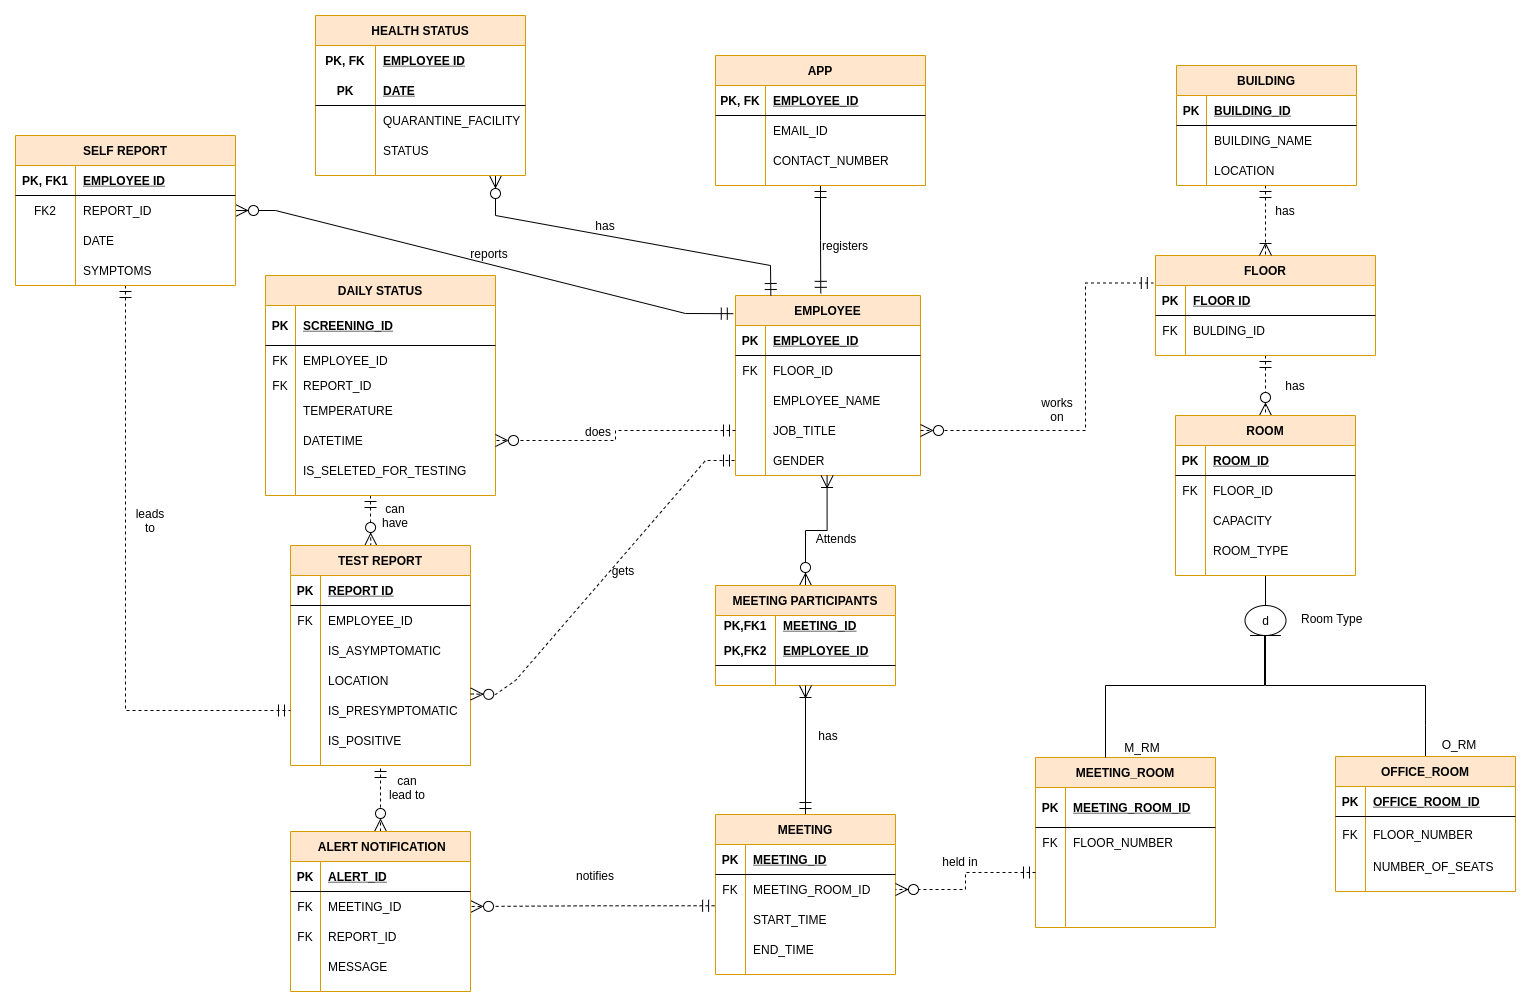 HEALTH STATUS
PK, FK EMPLOYEE ID
PK DATE
QUARANTINE_FACILITY
STATUS
APP
PK, FK EMPLOYEE_ID
EMAIL_ID
CONTACT_NUMBER
BUILDING
PK BUILDING_ID
BUILDING_NAME
LOCATION
SELF REPORT
PK, FK1 EMPLOYEE ID
FK2 REPORT_ID
DATE
SYMPTOMS
has
reports
registers
has
DAILY STATUS
PK SCREENING_ID
FK EMPLOYEE_ID
FK REPORT_ID
TEMPERATURE
DATETIME
IS_SELETED_FOR_TESTING
EMPLOYEE
PK EMPLOYEE_ID
FK FLOOR_ID
EMPLOYEE_NAME
JOB_TITLE
GENDER
FLOOR
PK FLOOR ID
FK BULDING_ID
does
works
on
has
ROOM
PK ROOM_ID
FK FLOOR_ID
CAPACITY
ROOM_TYPE
leads
to
can
have
Attends
gets
TEST REPORT
PK REPORT ID
FK EMPLOYEE_ID
IS_ASYMPTOMATIC
LOCATION
IS_PRESYMPTOMATIC
IS_POSITIVE
MEETING PARTICIPANTS
PK,FK1 MEETING_ID
PK,FK2 EMPLOYEE_ID
d
Room Type
has
M_RM
O_RM
can
lead to
MEETING_ROOM
PK MEETING_ROOM_ID
FK FLOOR_NUMBER
OFFICE_ROOM
PK OFFICE_ROOM_ID
FK FLOOR_NUMBER
NUMBER_OF_SEATS
ALERT NOTIFICATION
PK ALERT_ID
FK MEETING_ID
FK REPORT_ID
MESSAGE
notifies
MEETING
PK MEETING_ID
FK MEETING_ROOM_ID
START_TIME
END_TIME
held in